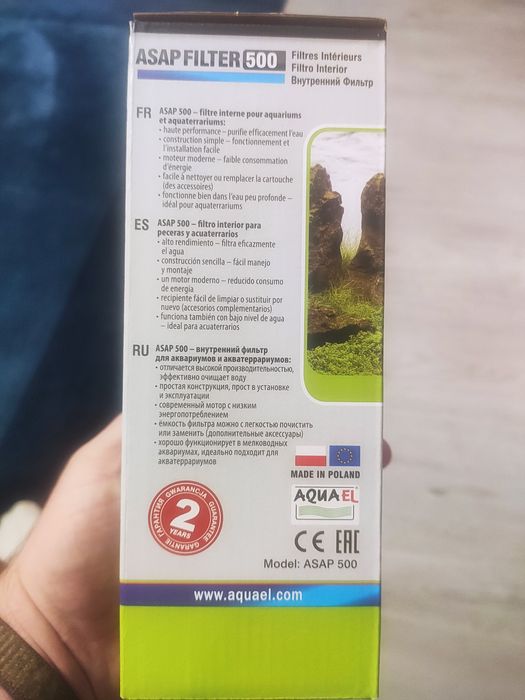 ASAP FILTER 500
Filtres Intérieurs
Filtro Interior
Внутренний Фильтр
FR
ASAP 500 – filtre interne pour aquariums
et aquaterrariums:
• haute performance – purifie efficacement l'eau
• construction simple – fonctionnement et
l'installation facile
• moteur moderne – faible consommation
d'énergie
• facile à nettoyer ou remplacer la cartouche
(des accessoires)
• fonctionne bien dans l'eau peu profonde –
idéal pour aquaterrariums
ES
ASAP 500 – filtro interior para
peceras y acuaterrarios
• alto rendimiento – filtra eficazmente
el agua
• construcción sencilla – fácil manejo
y montaje
• un motor moderno – reducido consumo
de energia
• recipiente fácil de limpiar o sustituir por
nuevo (accesorios complementarios)
• funciona también con bajo nivel de agua
– ideal para acuaterrarios
RU
ASAP 500 – внутренний фильтр
для аквариумов и акватеррариумов:
• отличается высокой производительностью,
эффективно очищает воду
• простая конструкция, прост в установке
и эксплуатации
• современный мотор с низким
энергопотреблением
• ёмкость фильтра можно с легкостью почистить
или заменить (дополнительные аксессуары)
• хорошо функционирует в мелководных
аквариумах, идеально подходит для
акватеррариумов
MADE IN POLAND
GWARANCJA GUARANTEE GARANTIE ГАРАНТИЯ
2
YEARS
AQUAEL
CE EAC
Model: ASAP 500
www.aquael.com